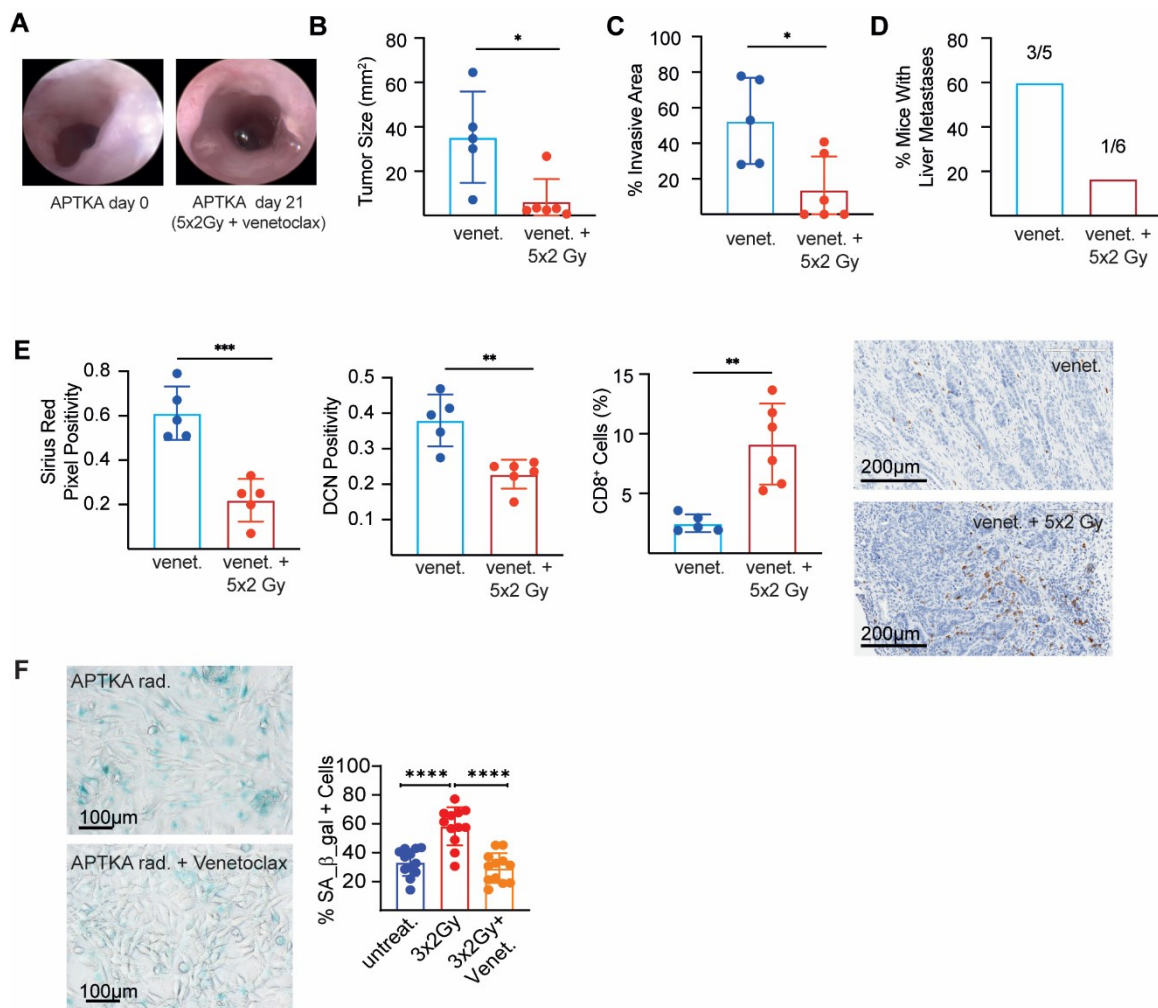 A
APTKA day 0
APTKA day 21
(5x2Gy + venetoclax)
B
Tumor Size (mm²)
80
60
40
20
*
venet.
venet. +
5x2 Gy
C
% Invasive Area
100
80
60
40
20
*
venet.
venet. +
5x2 Gy
D
% Mice With
Liver Metastases
80
60
40
20
3/5
1/6
venet.
venet. +
5x2 Gy
E
Sirius Red
Pixel Positivity
0.8
0.6
0.4
0.2
***
venet.
venet. +
5x2 Gy
DCN Positivity
0.5
0.4
0.3
0.2
0.1
**
venet.
venet. +
5x2 Gy
CD8⁺ Cells (%)
15
10
5
**
venet.
venet. +
5x2 Gy
venet.
200µm
venet. + 5x2 Gy
200µm
F
APTKA rad.
100µm
APTKA rad. + Venetoclax
100µm
% SA_β_gal + Cells
100
80
60
40
20
****
****
untreat.
3x2Gy
3x2Gy+
Venet.